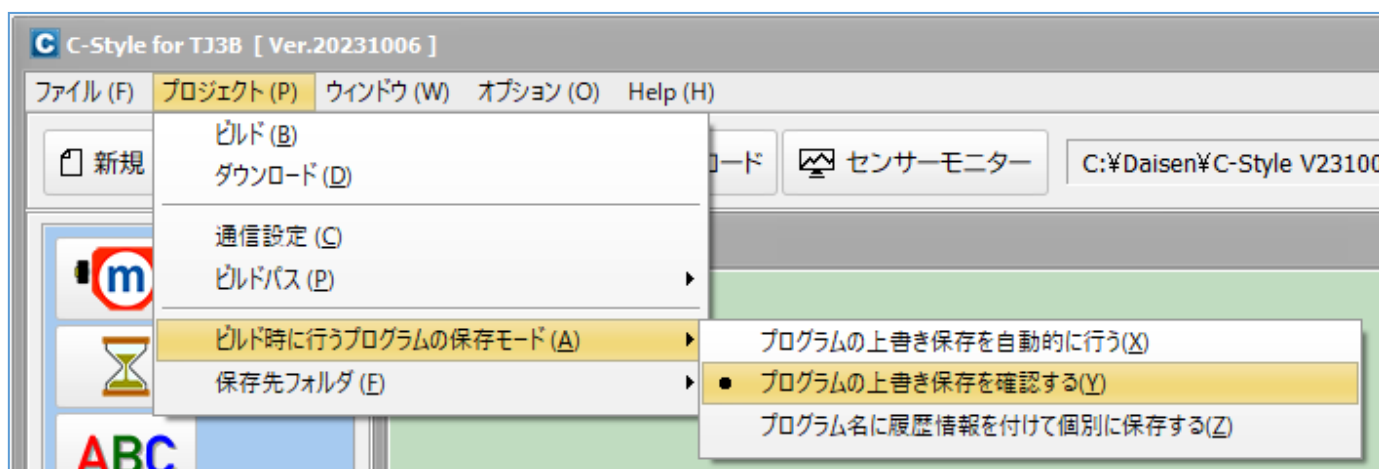 C-Style for TJ3B [ Ver.20231006 ]
ファイル (F) プロジェクト (P) ウィンドウ (W) オプション (O) Help (H)
新規 ロード センサーモニター C:¥Daisen¥C-Style V23100
ビルド (B)
ダウンロード (D)
通信設定 (C)
ビルドパス (P)
ビルド時に行うプログラムの保存モード (A)
保存先フォルダ (F)
プログラムの上書き保存を自動的に行う(X)
プログラムの上書き保存を確認する(Y)
プログラム名に履歴情報を付けて個別に保存する(Z)
m
ABC